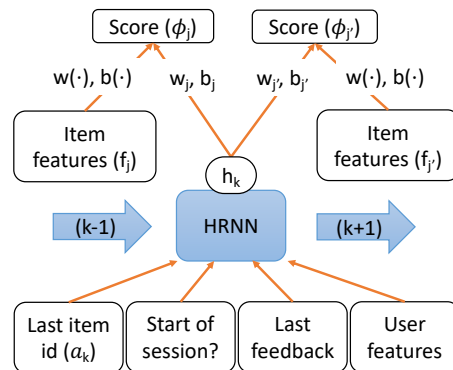 Score (ϕⱼ)
Score (ϕⱼ′)
w(·), b(·)
wⱼ, bⱼ
wⱼ′, bⱼ′
w(·), b(·)
Item
features (fⱼ)
Item
features (fⱼ′)
hₖ
(k-1)
HRNN
(k+1)
Last item
id (𝑎ₖ)
Start of
session?
Last
feedback
User
features